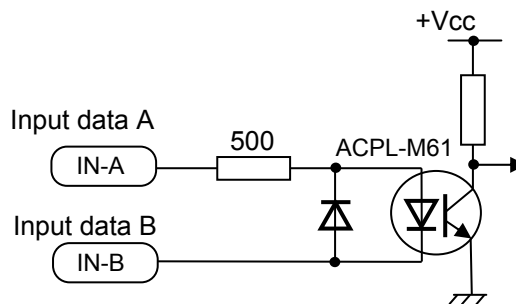 +Vcc
Input data A
500
ACPL-M61
IN-A
Input data B
IN-B